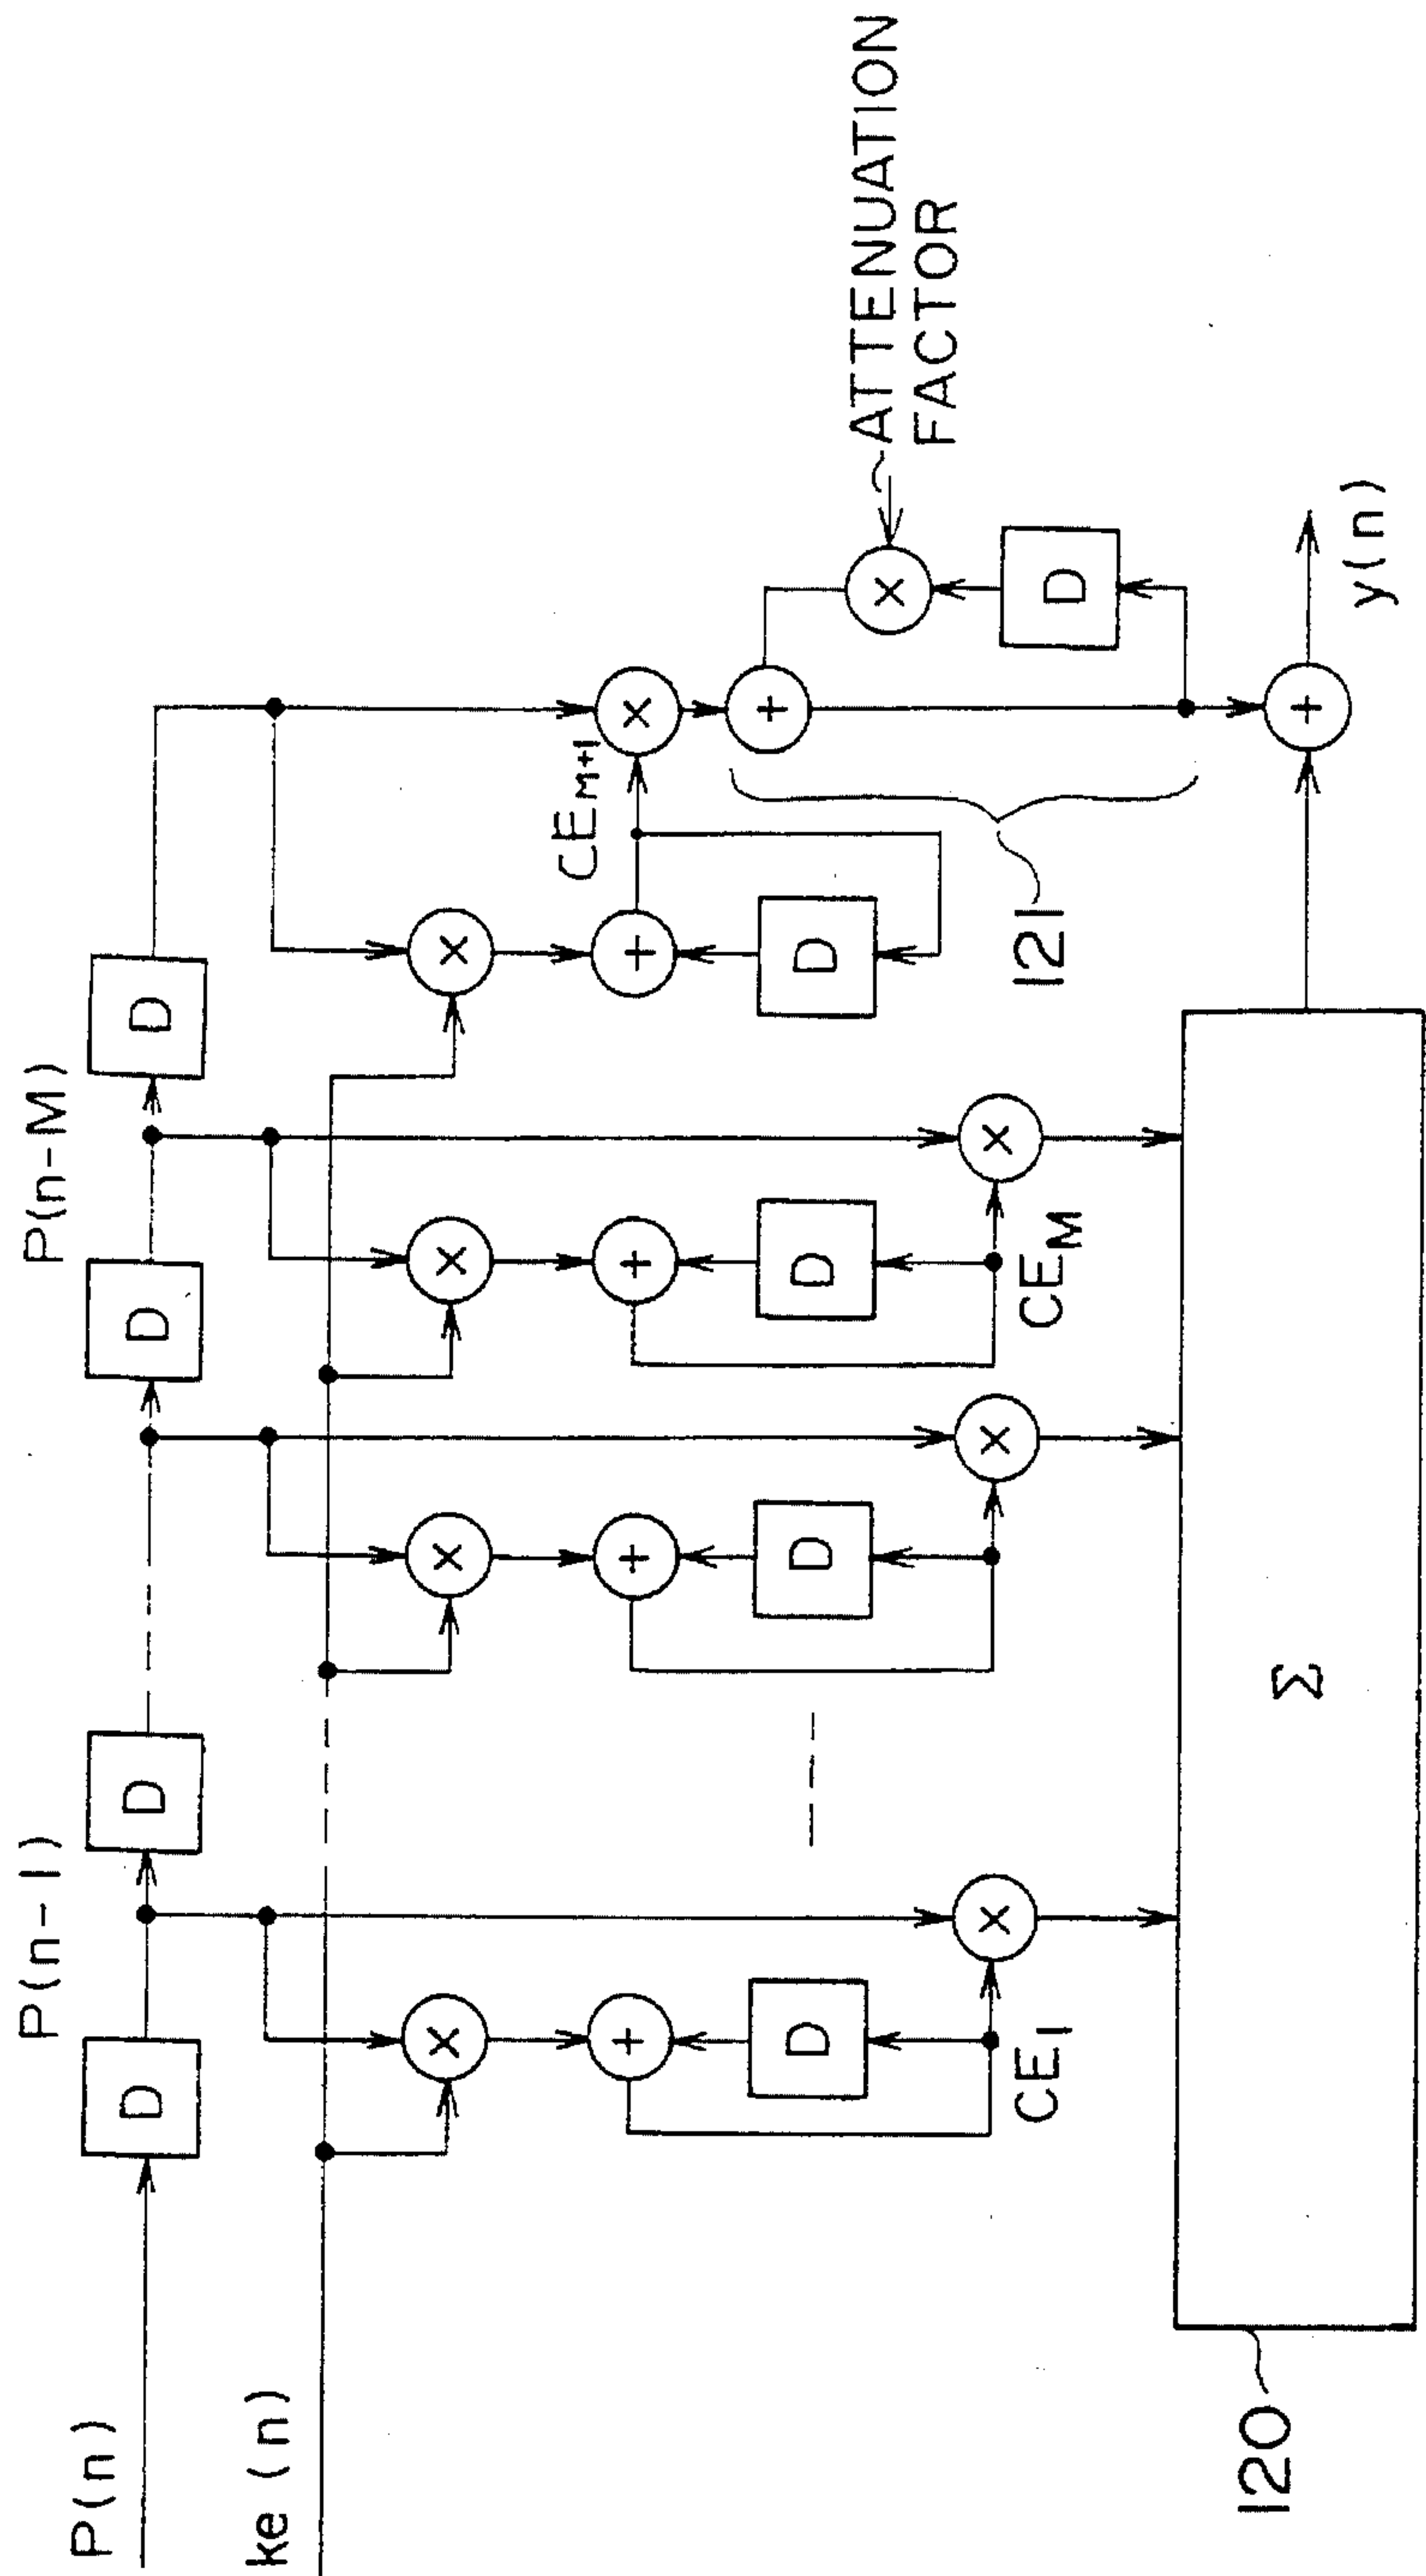 P(n)
P(n-1)
P(n-M)
ke (n)
D
D
D
D
×
×
×
×
+
+
+
+
D
D
D
D
CE1
CEM
CEM+1
×
×
×
×
+
×
D
ATTENUATION
FACTOR
121
120
Σ
+
y(n)